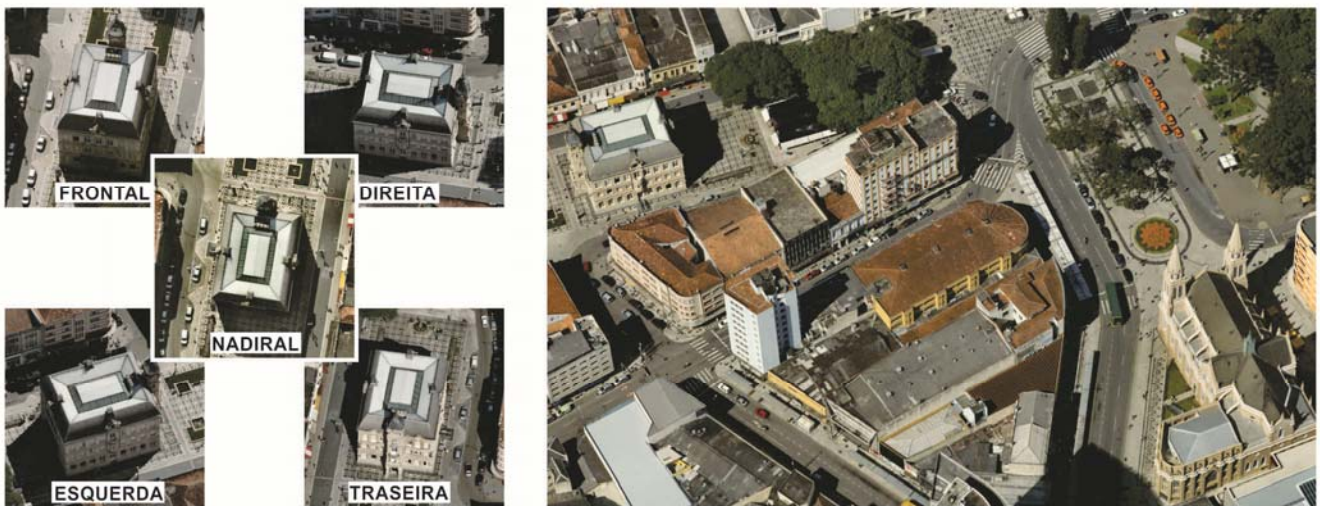 FRONTAL
DIREITA
NADIRAL
ESQUERDA
TRASEIRA